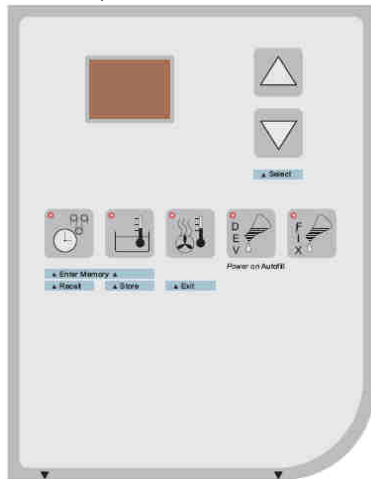 ▲ Select
D E V
F I X
Power on Autofill
▲ Enter Memory ▲
▲ Recall
▲ Store
▲ Exit